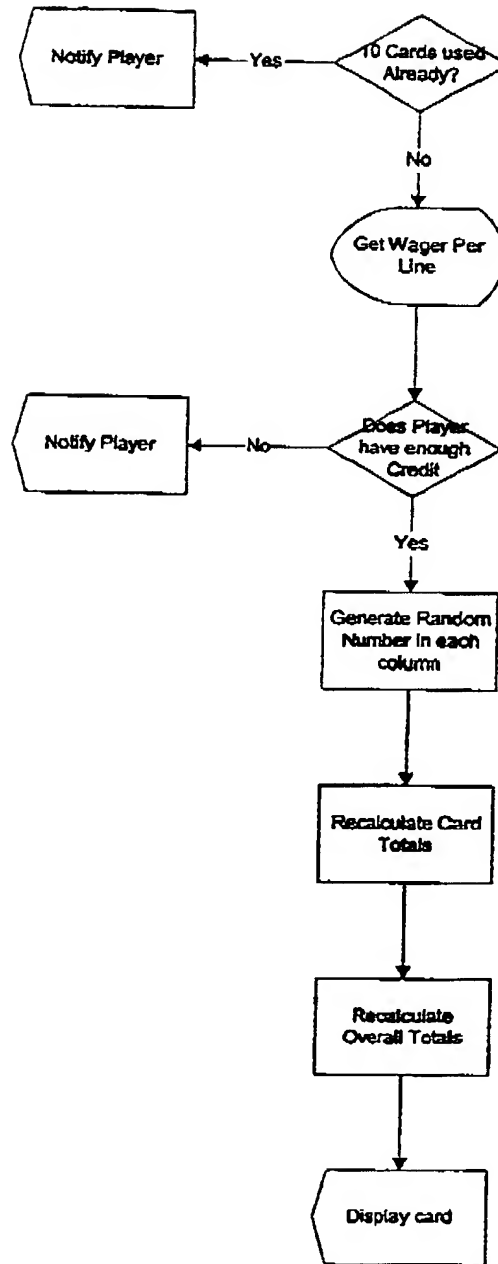 10 Cards used
Already?
Yes
Notify Player
No
Get Wager Per
Line
Does Player
have enough
Credit
No
Notify Player
Yes
Generate Random
Number in each
column
Recalculate Card
Totals
Recalculate
Overall Totals
Display card